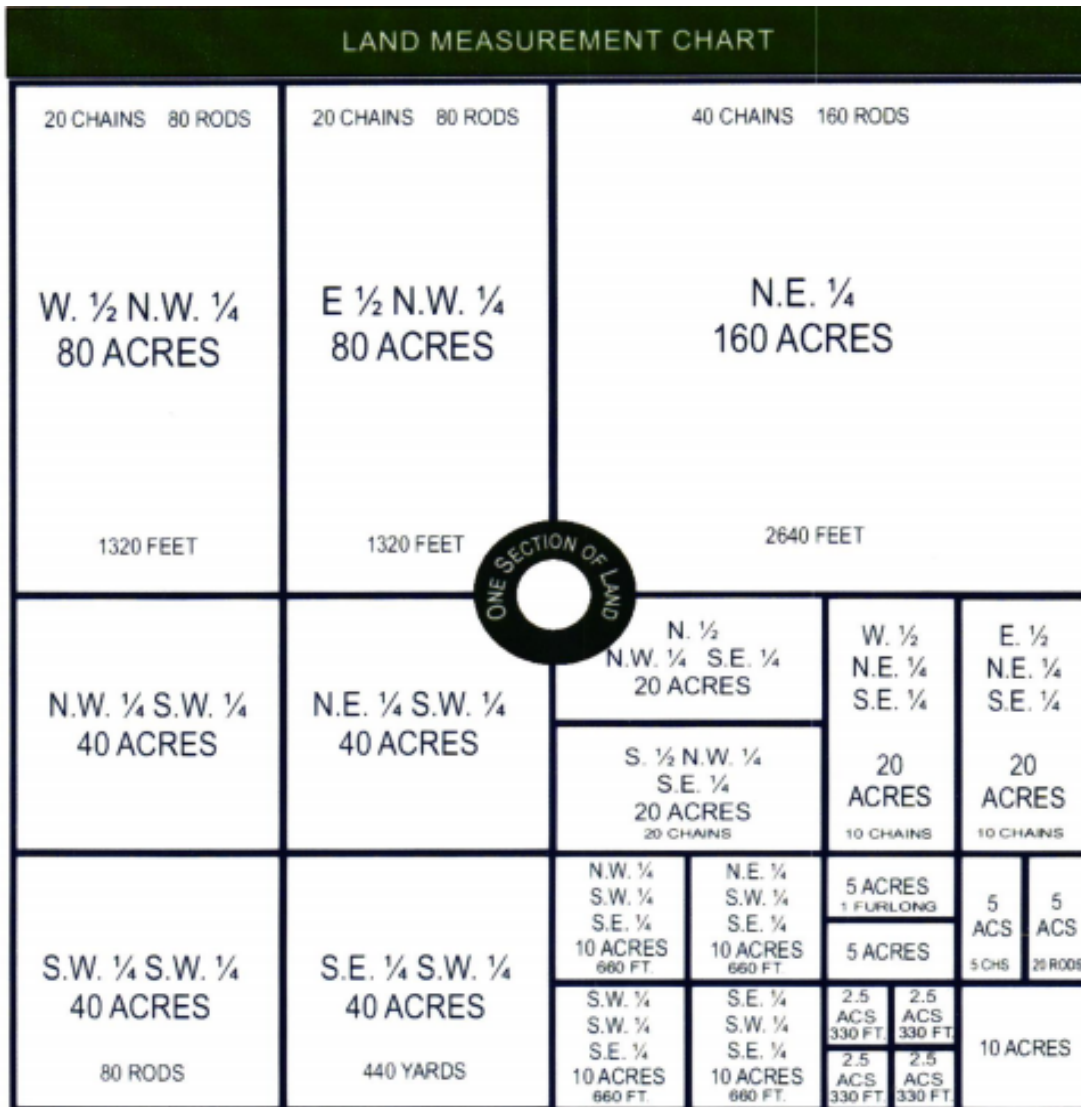 LAND MEASUREMENT CHART
20 CHAINS 80 RODS
W. ½ N.W. ¼
80 ACRES
1320 FEET
20 CHAINS 80 RODS
E ½ N.W. ¼
80 ACRES
1320 FEET
40 CHAINS 160 RODS
N.E. ¼
160 ACRES
2640 FEET
ONE SECTION OF LAND
N.W. ¼ S.W. ¼
40 ACRES
N.E. ¼ S.W. ¼
40 ACRES
N. ½
N.W. ¼ S.E. ¼
20 ACRES
S. ½ N.W. ¼
S.E. ¼
20 ACRES
20 CHAINS
W. ½
N.E. ¼
S.E. ¼
20
ACRES
10 CHAINS
E. ½
N.E. ¼
S.E. ¼
20
ACRES
10 CHAINS
S.W. ¼ S.W. ¼
40 ACRES
80 RODS
S.E. ¼ S.W. ¼
40 ACRES
440 YARDS
N.W. ¼
S.W. ¼
S.E. ¼
10 ACRES
660 FT.
N.E. ¼
S.W. ¼
S.E. ¼
10 ACRES
660 FT.
5 ACRES
1 FURLONG
5 ACRES
5
ACS
5 CHS
5
ACS
20 RODS
S.W. ¼
S.W. ¼
S.E. ¼
10 ACRES
660 FT.
S.E. ¼
S.W. ¼
S.E. ¼
10 ACRES
660 FT.
2.5
ACS
330 FT.
2.5
ACS
330 FT.
2.5
ACS
330 FT.
2.5
ACS
330 FT.
10 ACRES